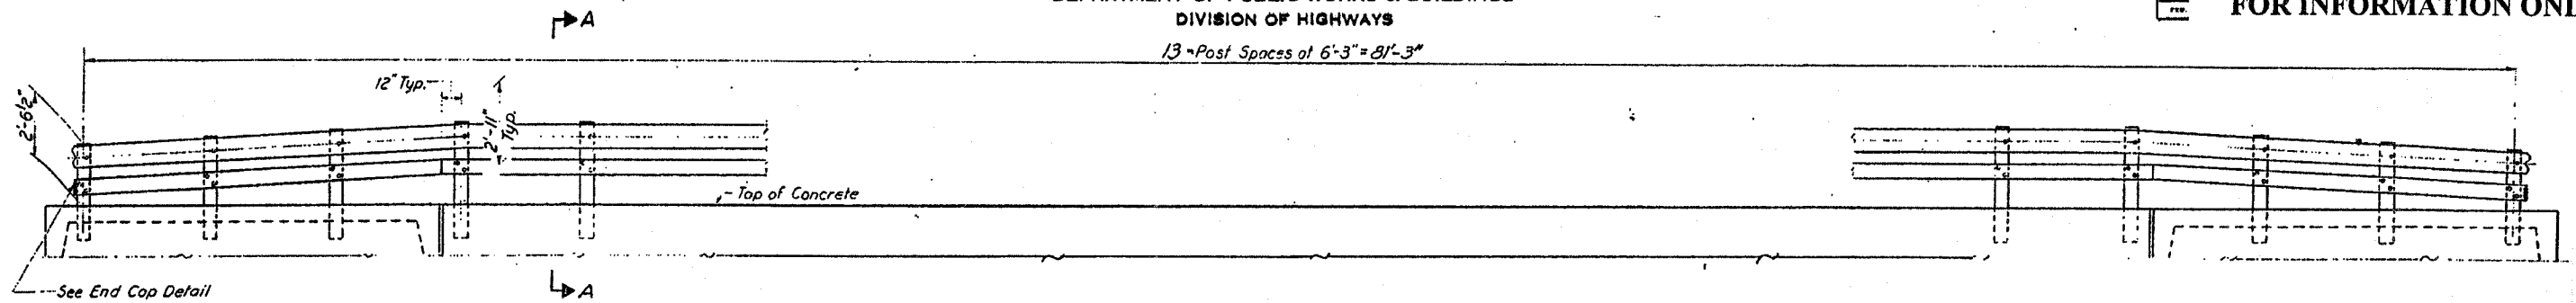 DIVISION OF HIGHWAYS
FOR INFORMATION
A
13 - Post Spaces at 6'-3" = 81'-3"
12" Typ.
2'-6½"
2'-11" Typ.
Top of Concrete
See End Cap Detail
A